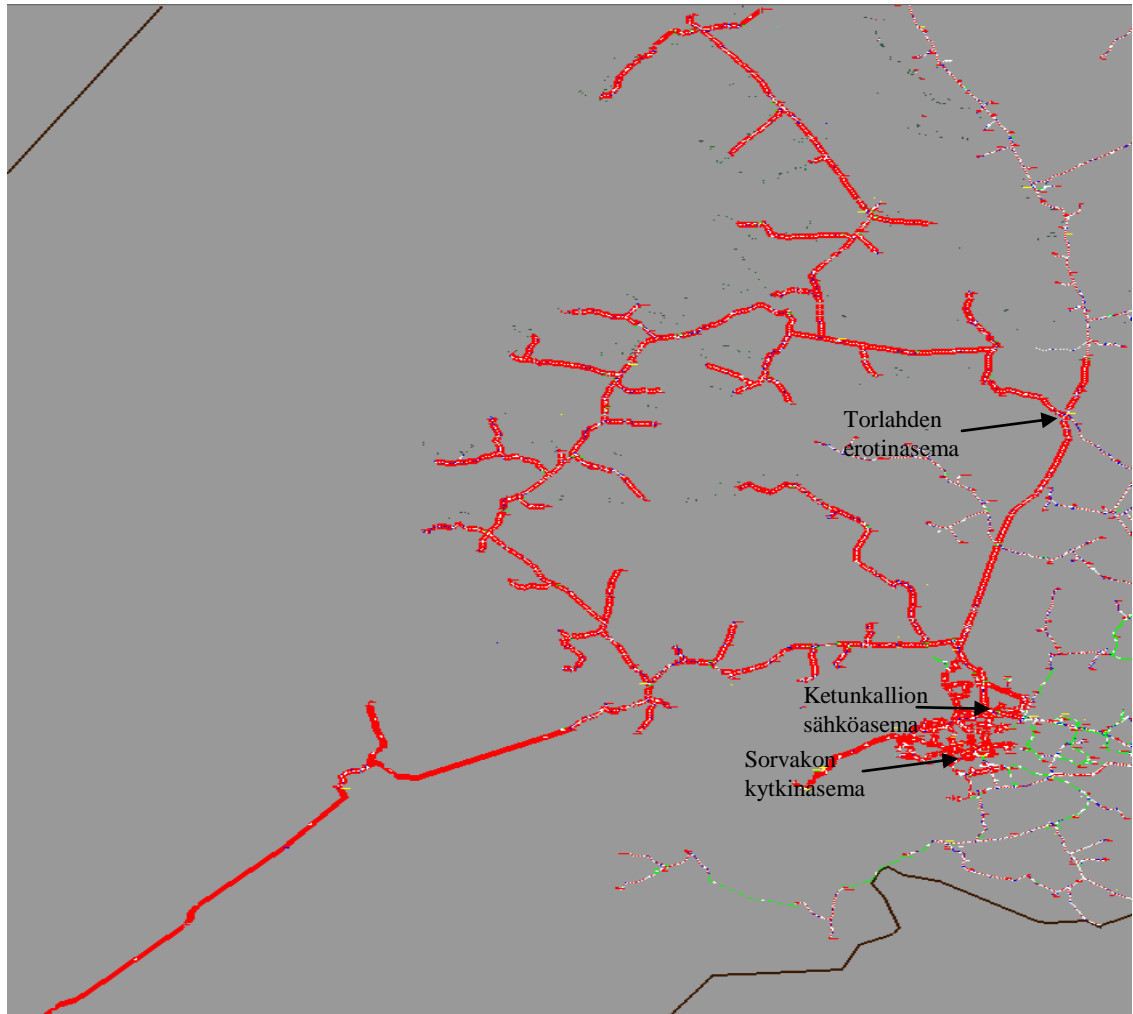 Torlahden
erotinasema
Ketunkallion
sähköasema
Sorvakon
kytkinasema